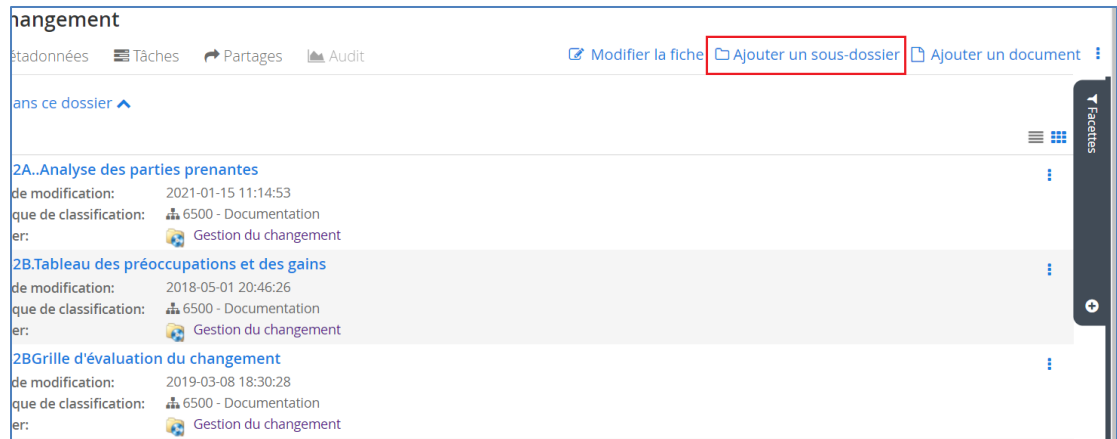 hangement
étadonnées Tâches Partages Audit Modifier la fiche Ajouter un sous-dossier Ajouter un document
ans ce dossier
Facettes
2A..Analyse des parties prenantes
de modification: 2021-01-15 11:14:53
que de classification: 6500 - Documentation
er: Gestion du changement
2B.Tableau des préoccupations et des gains
de modification: 2018-05-01 20:46:26
que de classification: 6500 - Documentation
er: Gestion du changement
2BGrille d'évaluation du changement
de modification: 2019-03-08 18:30:28
que de classification: 6500 - Documentation
er: Gestion du changement